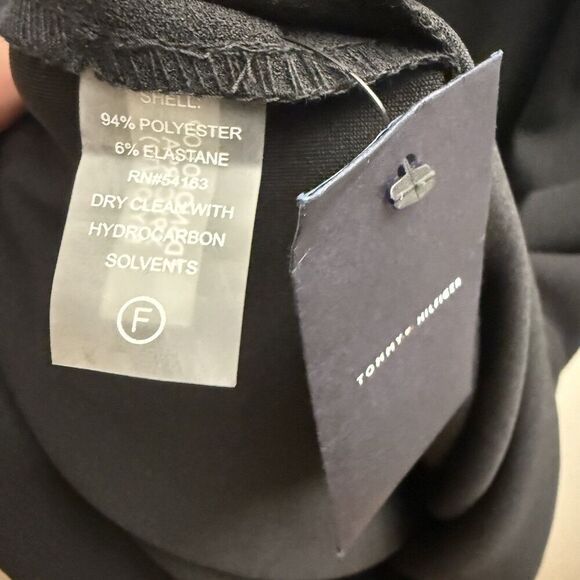 SHELL:
94% POLYESTER
6% ELASTANE
RN#54163
DRY CLEAN WITH
HYDROCARBON
SOLVENTS
F
TOMMY HILFIGER